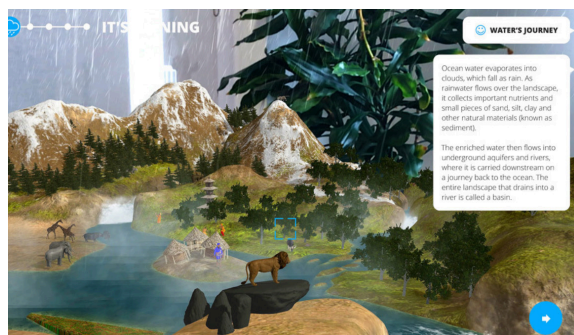 IT'S
NING
WATER'S JOURNEY
Ocean water evaporates into
clouds, which fall as rain. As
rainwater flows over the landscape,
it collects important nutrients and
small pieces of sand, silt, clay and
other natural materials (known as
sediment).
The enriched water then flows into
underground aquifers and rivers,
where it is carried downstream on
a journey back to the ocean. The
entire landscape that drains into a
river is called a basin.